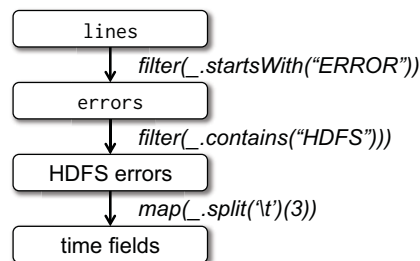 lines
filter(_.startsWith(“ERROR”))
errors
filter(_.contains(“HDFS”)))
HDFS errors
map(_.split(‘\t’)(3))
time fields